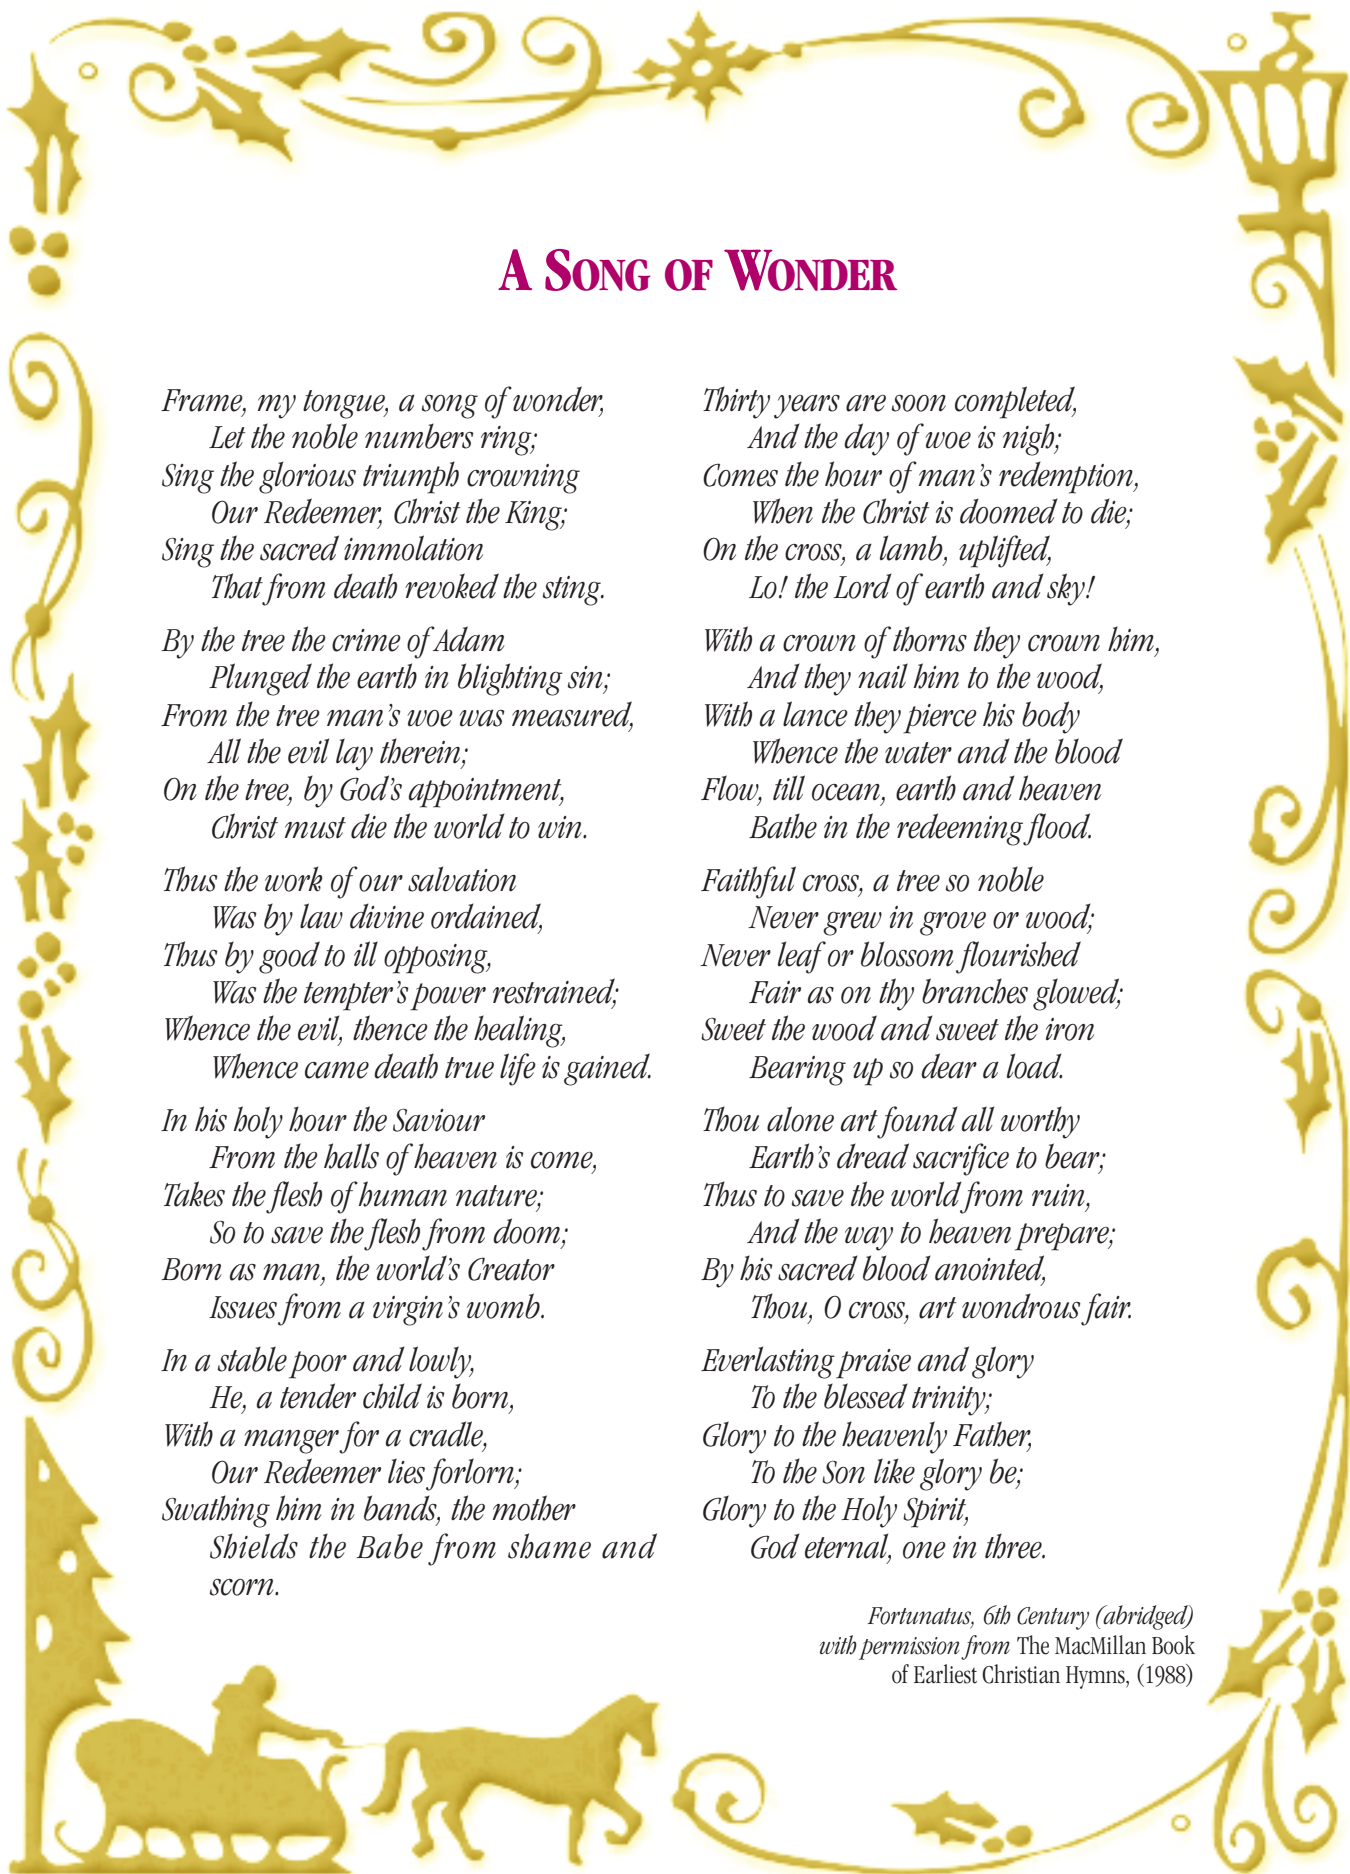 A Song of Wonder
Frame, my tongue, a song of wonder,
Let the noble numbers ring;
Sing the glorious triumph crowning
Our Redeemer, Christ the King;
Sing the sacred immolation
That from death revoked the sting.
By the tree the crime of Adam
Plunged the earth in blighting sin;
From the tree man's woe was measured,
All the evil lay therein;
On the tree, by God's appointment,
Christ must die the world to win.
Thus the work of our salvation
Was by law divine ordained,
Thus by good to ill opposing,
Was the tempter's power restrained;
Whence the evil, thence the healing,
Whence came death true life is gained.
In his holy hour the Saviour
From the halls of heaven is come,
Takes the flesh of human nature;
So to save the flesh from doom;
Born as man, the world's Creator
Issues from a virgin's womb.
In a stable poor and lowly,
He, a tender child is born,
With a manger for a cradle,
Our Redeemer lies forlorn;
Swathing him in bands, the mother
Shields the Babe from shame and
scorn.
Thirty years are soon completed,
And the day of woe is nigh;
Comes the hour of man's redemption,
When the Christ is doomed to die;
On the cross, a lamb, uplifted,
Lo! the Lord of earth and sky!
With a crown of thorns they crown him,
And they nail him to the wood,
With a lance they pierce his body
Whence the water and the blood
Flow, till ocean, earth and heaven
Bathe in the redeeming flood.
Faithful cross, a tree so noble
Never grew in grove or wood;
Never leaf or blossom flourished
Fair as on thy branches glowed;
Sweet the wood and sweet the iron
Bearing up so dear a load.
Thou alone art found all worthy
Earth's dread sacrifice to bear;
Thus to save the world from ruin,
And the way to heaven prepare;
By his sacred blood anointed,
Thou, O cross, art wondrous fair.
Everlasting praise and glory
To the blessed trinity;
Glory to the heavenly Father,
To the Son like glory be;
Glory to the Holy Spirit,
God eternal, one in three.
Fortunatus, 6th Century (abridged)
with permission from The MacMillan Book
of Earliest Christian Hymns, (1988)